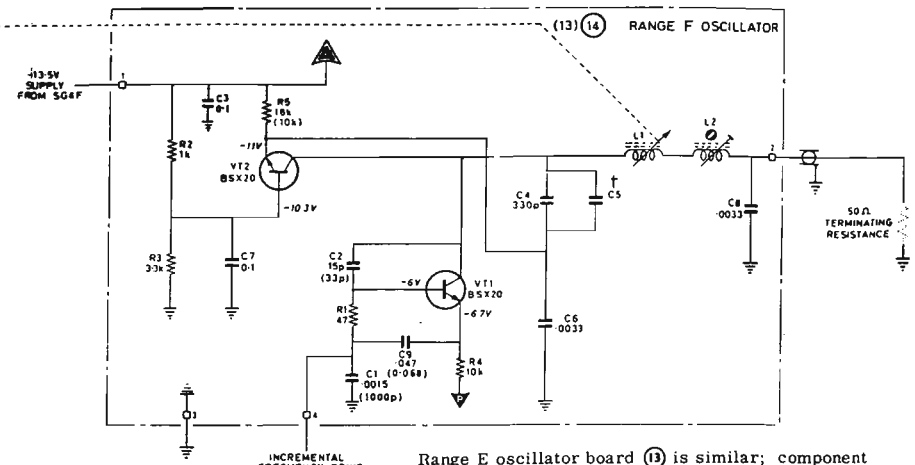 (13) 14 RANGE F OSCILLATOR
-13·5V
SUPPLY
FROM SG4F
1
C3
0·1
R5
18k
(10k)
R2
1k
-11V
VT2
BSX20
-10·3V
L1
L2
2
† C5
C4
330p
C8
·0033
50Ω
TERMINATING
RESISTANCE
R3
3·3k
C7
0·1
C2
15p
(33p)
-6V
VT1
BSX20
-6·7V
R1
47
C9
·047
(0·068)
R4
10k
C6
·0033
C1
·0015
(1000p)
P
3
4
INCREMENTAL
Range E oscillator board 13 is similar; component